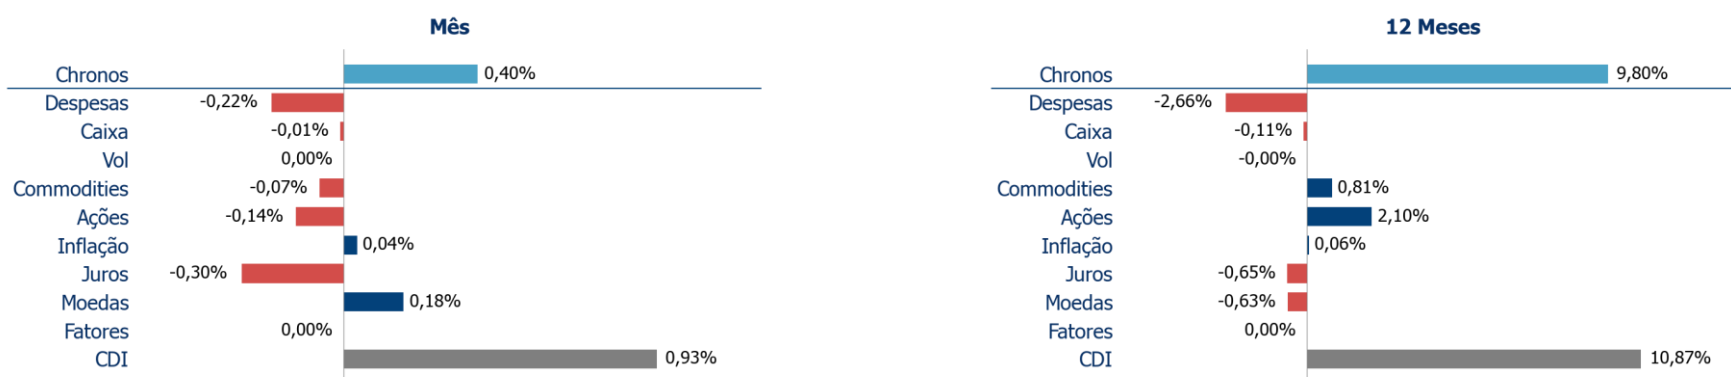 Mês
Chronos 0,40%
Despesas -0,22%
Caixa -0,01%
Vol 0,00%
Commodities -0,07%
Ações -0,14%
Inflação 0,04%
Juros -0,30%
Moedas 0,18%
Fatores 0,00%
CDI 0,93%
12 Meses
Chronos 9,80%
Despesas -2,66%
Caixa -0,11%
Vol -0,00%
Commodities 0,81%
Ações 2,10%
Inflação 0,06%
Juros -0,65%
Moedas -0,63%
Fatores 0,00%
CDI 10,87%